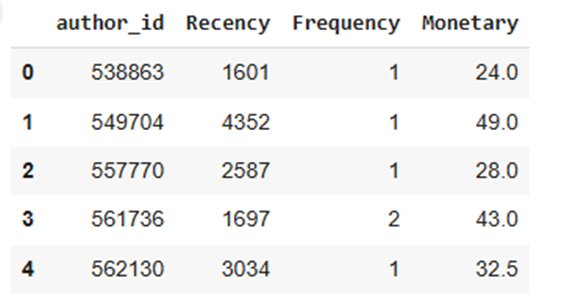 author_id Recency Frequency Monetary
0 538863 1601 1 24.0
1 549704 4352 1 49.0
2 557770 2587 1 28.0
3 561736 1697 2 43.0
4 562130 3034 1 32.5